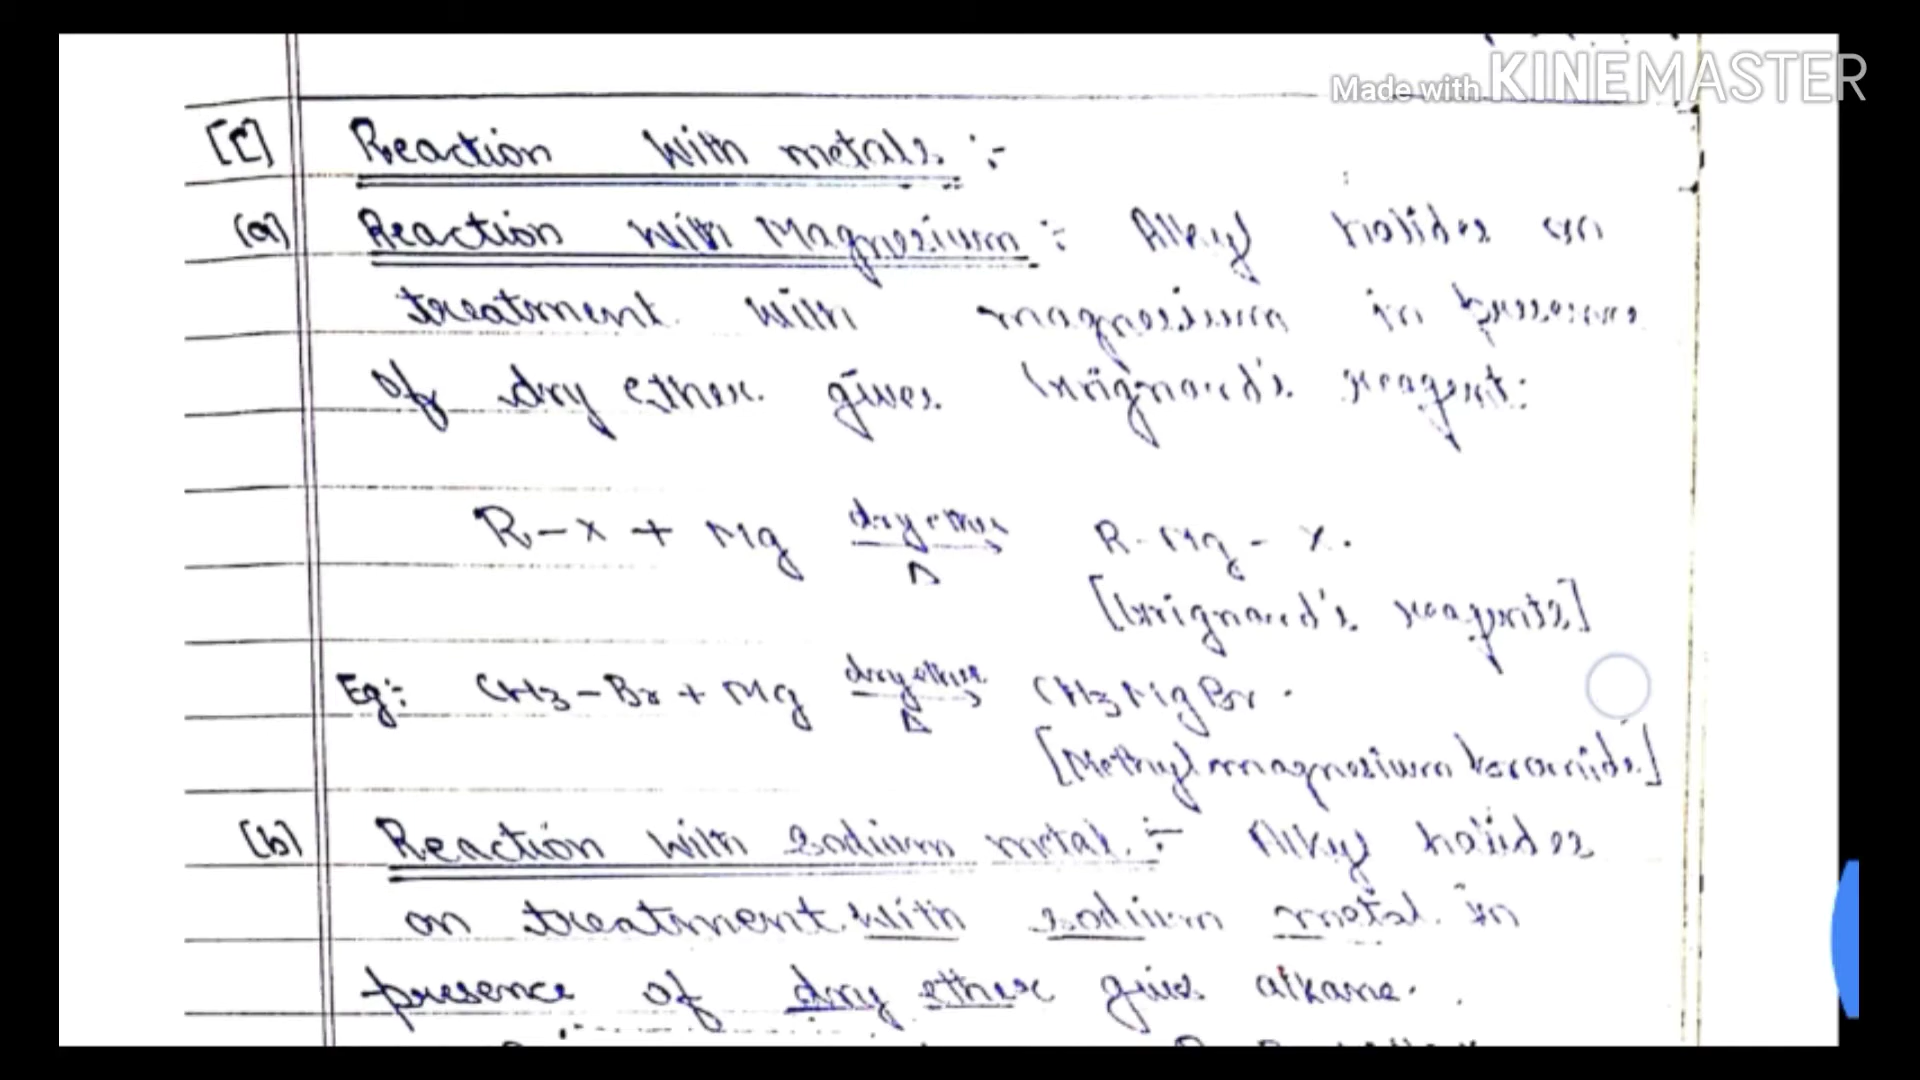 Made with KINEMASTER
[C] Reaction with metals :-
(a) Reaction with Magnesium :- Alkyl halides on
treatment with magnesium in presence
of dry ether gives Grignard's reagent:
R-X + Mg dry ether → Δ R-Mg-X.
[Grignard's reagents]
Eg:- CH3-Br + Mg dry ether → Δ CH3MgBr.
[Methyl magnesium bromide]
(b) Reaction with sodium metal :- Alkyl halides
on treatment with sodium metal in
presence of dry ether gives alkane.